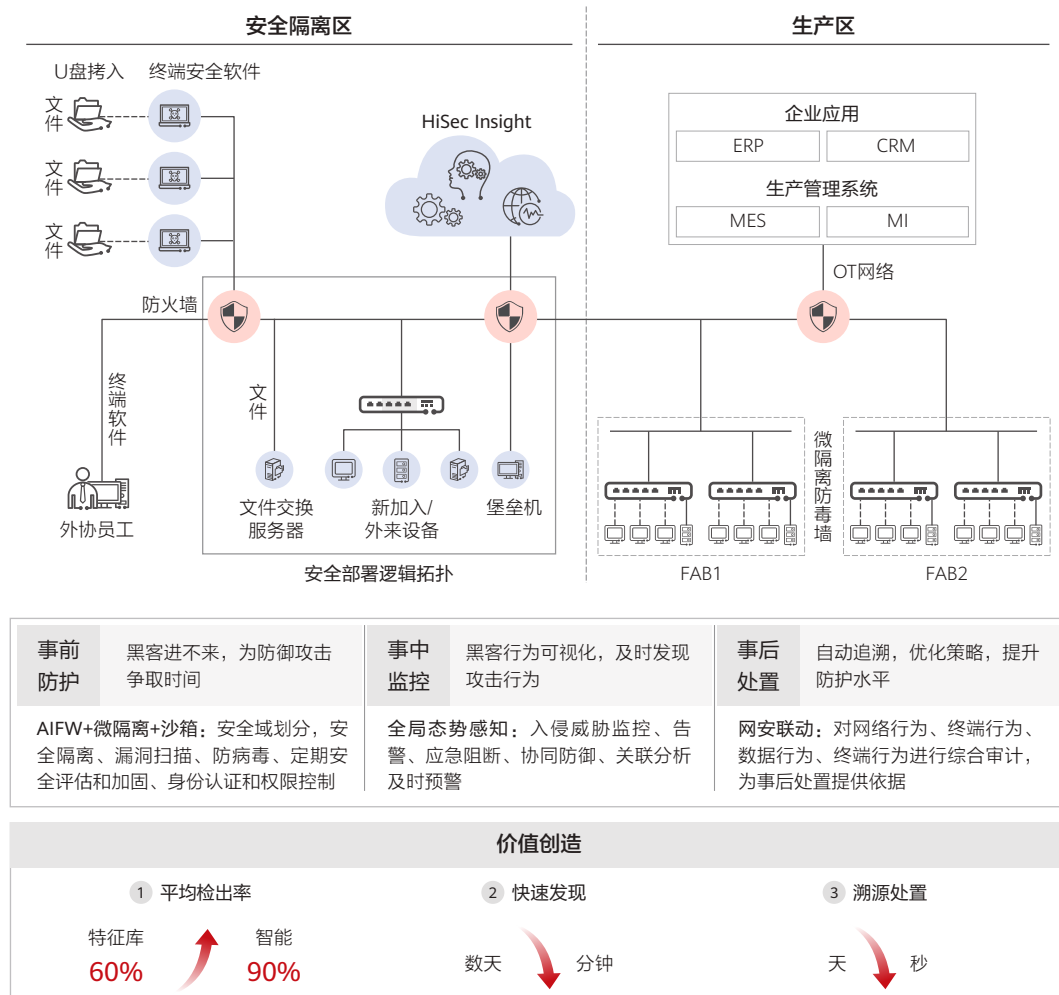 安全隔离区
生产区
U盘拷入
终端安全软件
文件
文件
文件
HiSec Insight
企业应用
ERP
CRM
生产管理系统
MES
MI
OT网络
防火墙
终端软件
文件
微隔离防毒墙
外协员工
文件交换
服务器
新加入/
外来设备
堡垒机
安全部署逻辑拓扑
FAB1
FAB2
事前
防护
黑客进不来，为防御攻击
争取时间
AIFW+微隔离+沙箱：安全域划分，安
全隔离、漏洞扫描、防病毒、定期安
全评估和加固、身份认证和权限控制
事中
监控
黑客行为可视化，及时发现
攻击行为
全局态势感知：入侵威胁监控、告
警、应急阻断、协同防御、关联分析
及时预警
事后
处置
自动追溯，优化策略，提升
防护水平
网安联动：对网络行为、终端行为、
数据行为、终端行为进行综合审计，
为事后处置提供依据
价值创造
1 平均检出率
特征库
60%
智能
90%
2 快速发现
数天
分钟
3 溯源处置
天
秒